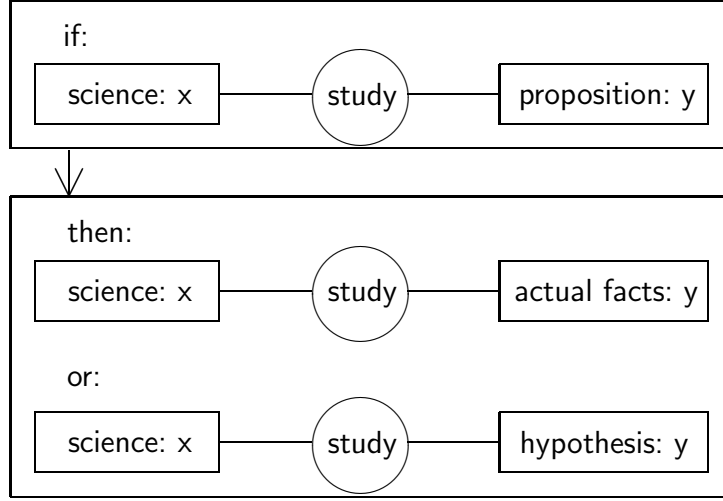 if:
science: x study proposition: y
then:
science: x study actual facts: y
or:
science: x study hypothesis: y